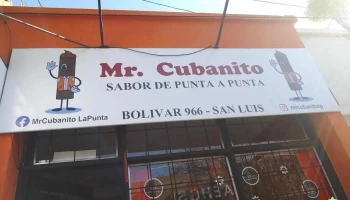 Mr. Cubanito
SABOR DE PUNTA A PUNTA
BOLIVAR 966 - SAN LUIS
MrCubanito LaPunta